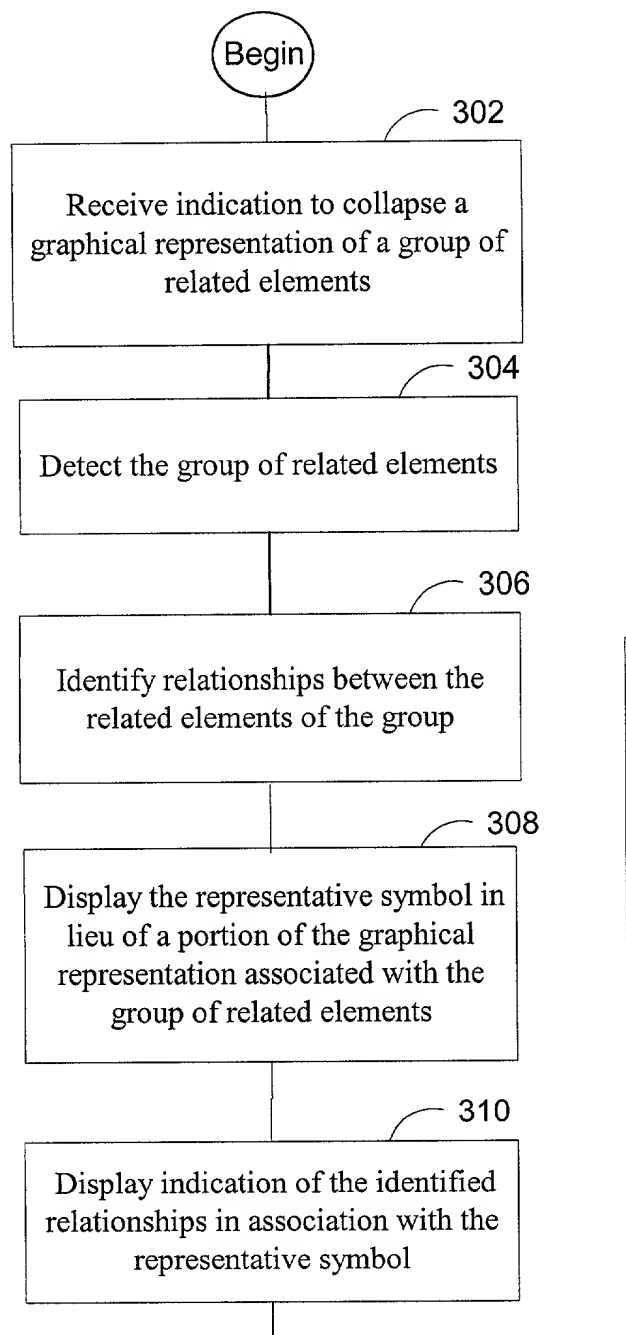 Begin
302
Receive indication to collapse a
graphical representation of a group of
related elements
304
Detect the group of related elements
306
Identify relationships between the
related elements of the group
308
Display the representative symbol in
lieu of a portion of the graphical
representation associated with the
group of related elements
310
Display indication of the identified
relationships in association with the
representative symbol